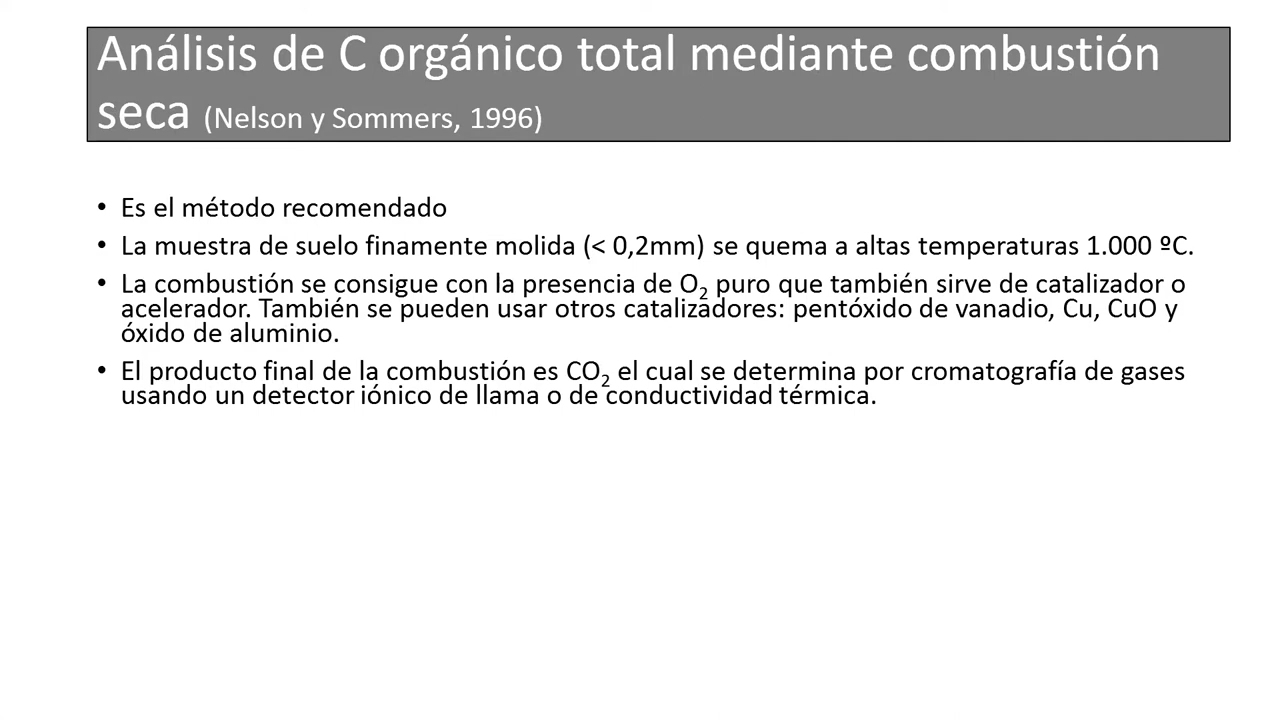 Análisis de C orgánico total mediante combustión
seca (Nelson y Sommers, 1996)
• Es el método recomendado
• La muestra de suelo finamente molida (< 0,2mm) se quema a altas temperaturas 1.000 ºC.
• La combustión se consigue con la presencia de O₂ puro que también sirve de catalizador o
acelerador. También se pueden usar otros catalizadores: pentóxido de vanadio, Cu, CuO y
óxido de aluminio.
• El producto final de la combustión es CO₂ el cual se determina por cromatografía de gases
usando un detector iónico de llama o de conductividad térmica.